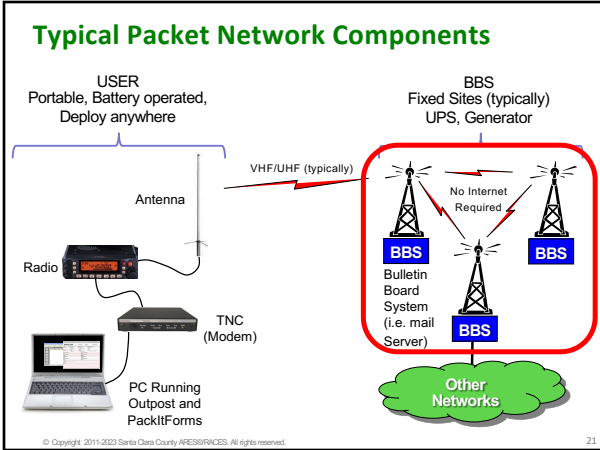 Typical Packet Network Components
USER
Portable, Battery operated,
Deploy anywhere
BBS
Fixed Sites (typically)
UPS, Generator
VHF/UHF (typically)
Antenna
No Internet
Required
Radio
BBS
BBS
BBS
Bulletin
Board
System
(i.e. mail
Server)
TNC
(Modem)
PC Running
Outpost and
PackItForms
Other
Networks
© Copyright 2011-2023 Santa Clara County ARES®/RACES. All rights reserved.
21